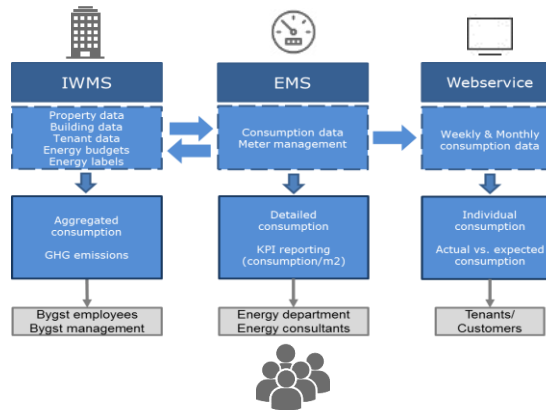 IWMS
Property data
Building data
Tenant data
Energy budgets
Energy labels
Aggregated
consumption
GHG emissions
Bygst employees
Bygst management
EMS
Consumption data
Meter management
Detailed
consumption
KPI reporting
(consumption/m2)
Energy department
Energy consultants
Webservice
Weekly & Monthly
consumption data
Individual
consumption
Actual vs. expected
consumption
Tenants/
Customers